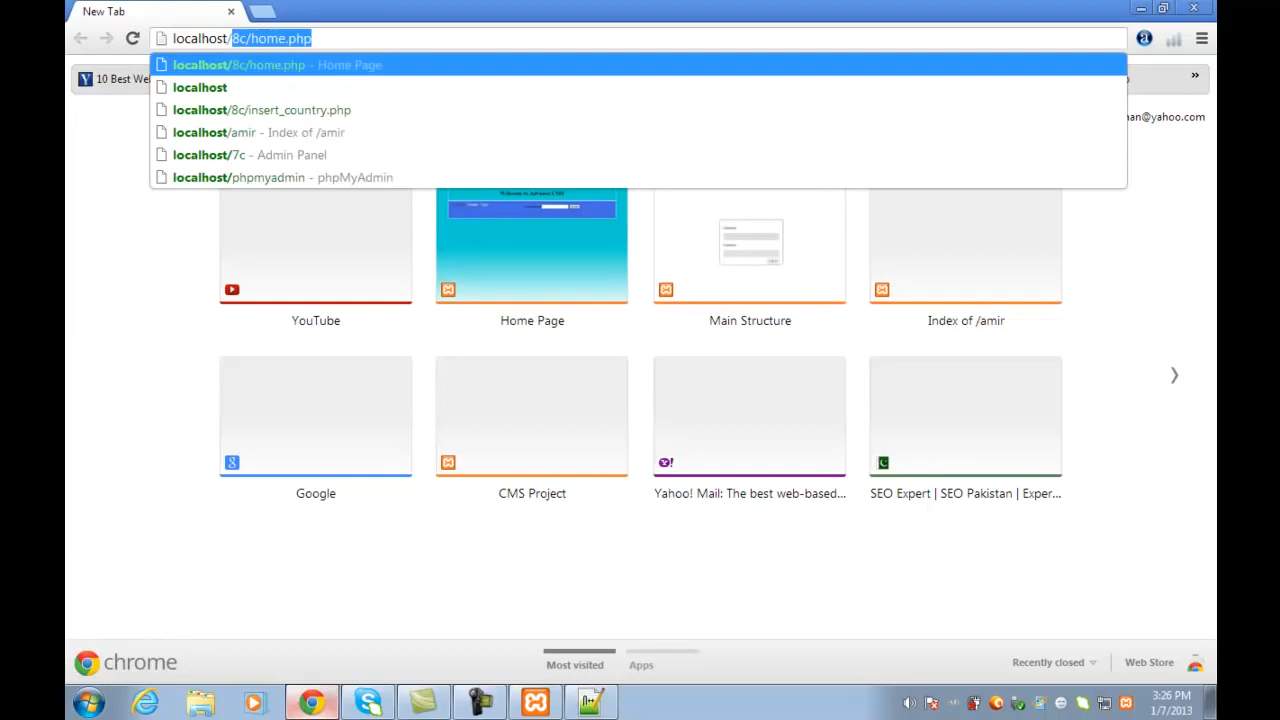 New Tab
localhost/8c/home.php
localhost/8c/home.php - Home Page
localhost
localhost/8c/insert_country.php
localhost/amir - Index of /amir
localhost/7c - Admin Panel
localhost/phpmyadmin - phpMyAdmin
10 Best We
»
an@yahoo.com
YouTube
Home Page
Main Structure
Index of /amir
Google
CMS Project
Yahoo! Mail: The best web-based...
SEO Expert | SEO Pakistan | Exper...
chrome
Most visited
Apps
Recently closed
Web Store
3:26 PM
1/7/2013